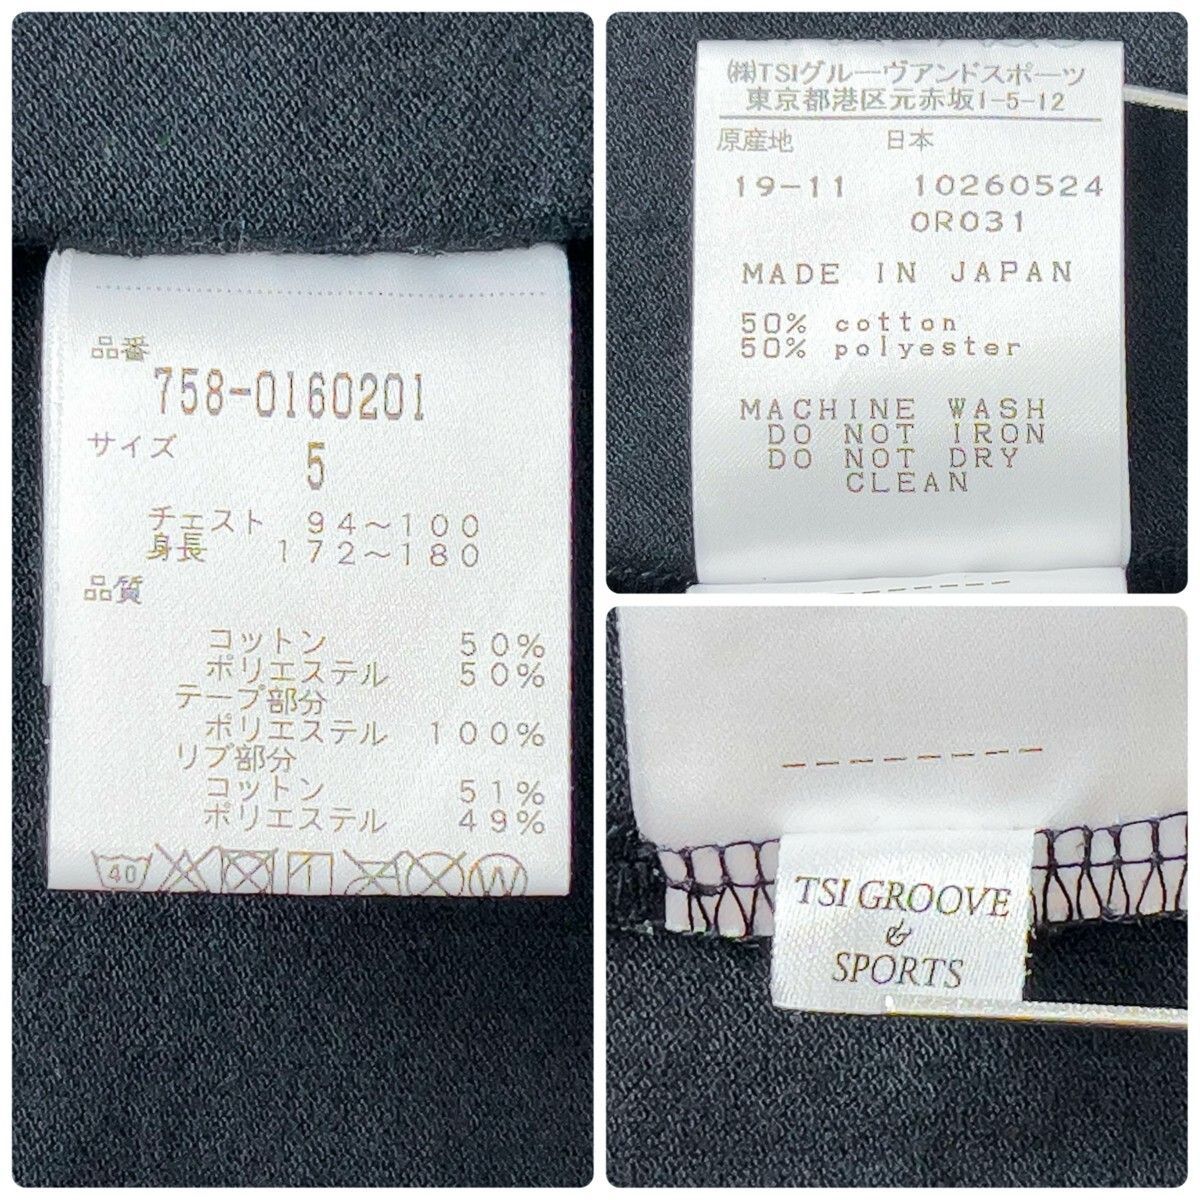 品番
758-0160201
サイズ 5
チェスト 94～100
身長 172～180
品質
コットン 50%
ポリエステル 50%
テープ部分
ポリエステル 100%
リブ部分
コットン 51%
ポリエステル 49%
40 W
㈱TSIグルーヴアンドスポーツ
東京都港区元赤坂1-5-12
原産地 日本
19-11 10260524
0R031
MADE IN JAPAN
50% cotton
50% polyester
MACHINE WASH
DO NOT IRON
DO NOT DRY
CLEAN
TSI GROOVE
&
SPORTS